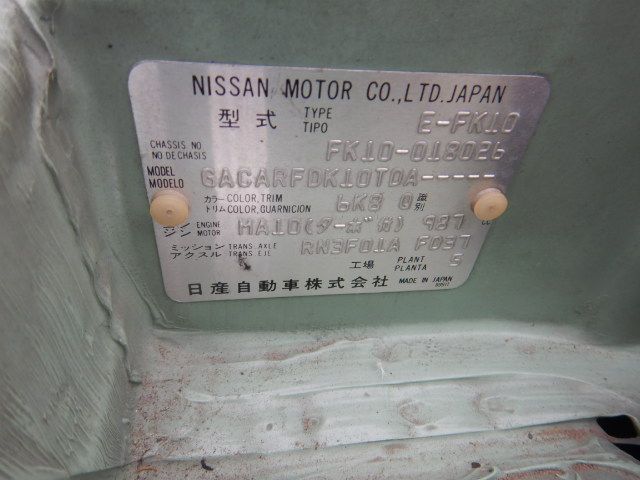 NISSAN MOTOR CO.,LTD.JAPAN
型式 TYPE TIPO E-FK10
CHASSIS NO NO DE CHASIS FK10-018026
MODEL MODELO GACARFDK10TDA-----
カラー COLOR,TRIM トリム COLOR,GUARNICION 6K8 0 識別
ジン ENGINE MOTOR MA10(ターボ付) 987 CC
ミッション TRANS.AXLE アクスル TRANS EJE RN3F01A F037
工場 PLANT PLANTA 5
日産自動車株式会社 MADE IN JAPAN